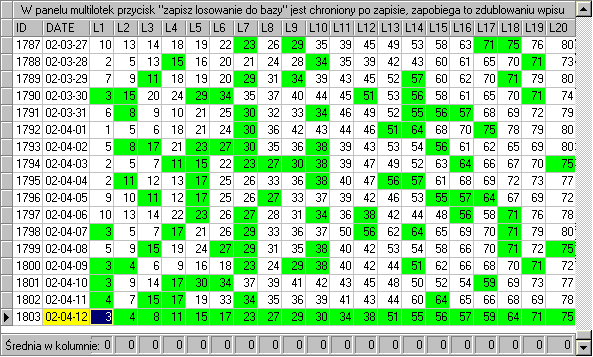 W panelu multilotek przycisk "zapisz losowanie do bazy" jest chroniony po zapisie, zapobiega to zdublowaniu wpisu
ID DATE L1 L2 L3 L4 L5 L6 L7 L8 L9 L10 L11 L12 L13 L14 L15 L16 L17 L18 L19 L20
1787 02-03-27 10 13 14 18 19 22 23 26 29 35 39 45 49 53 58 63 71 75 76 80
1788 02-03-28 2 5 13 15 16 20 21 24 28 34 35 39 42 43 58 61 65 69 71 73
1789 02-03-29 7 9 11 18 19 20 29 31 34 39 43 45 52 57 60 62 70 71 79 80
1790 02-03-30 3 15 20 24 29 34 35 37 40 42 44 51 53 56 58 61 65 70 71 74
1791 02-03-31 6 8 9 10 21 25 30 32 33 34 46 49 52 55 56 57 68 69 72 79
1792 02-04-01 1 5 6 18 21 24 30 36 42 43 44 46 51 64 68 70 75 78 79 80
1793 02-04-02 5 8 17 21 23 27 30 35 36 38 39 43 53 54 56 61 62 65 69 80
1794 02-04-03 2 5 7 11 15 22 23 27 30 38 39 47 49 52 63 64 66 67 70 75
1795 02-04-04 2 11 12 13 17 25 26 33 36 38 40 47 56 57 61 68 69 72 73 77
1796 02-04-05 9 10 11 12 17 25 26 27 33 37 39 42 46 53 55 57 64 67 69 72
1797 02-04-06 10 13 14 22 23 26 27 28 31 34 36 38 42 44 48 56 58 71 78
1798 02-04-07 3 5 7 17 21 26 29 33 36 37 50 56 62 64 65 66 68 71 79 80
1799 02-04-08 5 9 15 19 24 27 29 31 35 38 40 42 53 54 58 66 70 71 72 75
1800 02-04-09 3 4 6 9 16 18 23 24 29 38 42 44 51 62 66 68 72 73 77
1801 02-04-10 3 9 14 17 30 34 37 39 41 42 43 45 48 50 53 54 70 73 74
1802 02-04-11 4 7 15 17 19 33 34 35 36 41 42 44 55 60 64 65 66 68 69 78
1803 02-04-12 3 4 8 11 15 17 23 27 29 30 34 38 51 55 56 57 59 64 71 75
Średnia w kolumnie: 0 0 0 0 0 0 0 0 0 0 0 0 0 0 0 0 0 0 0 0